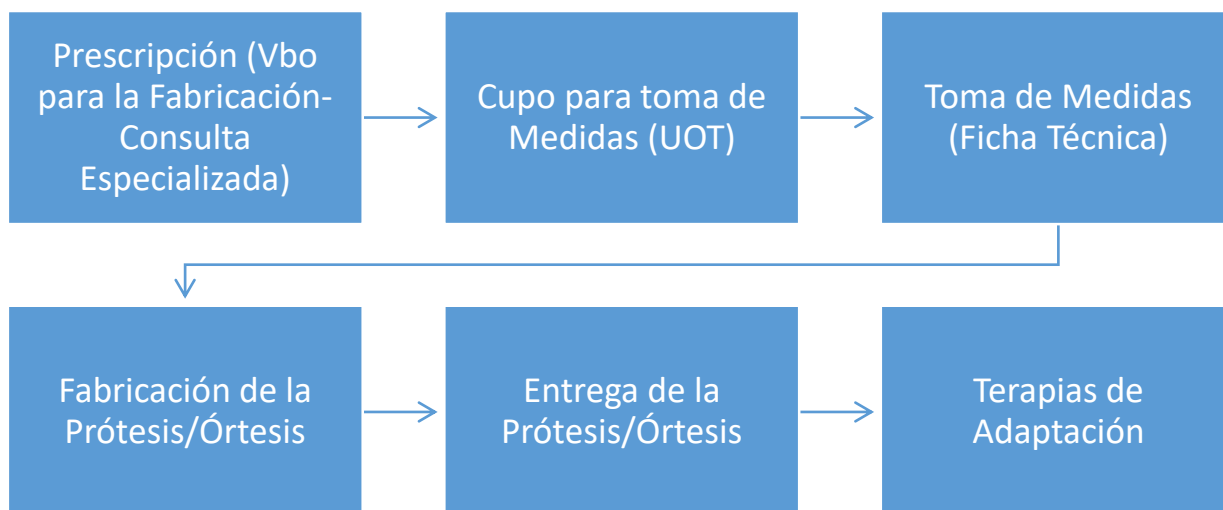 Prescripción (Vbo
para la Fabricación-
Consulta
Especializada)
Cupo para toma de
Medidas (UOT)
Toma de Medidas
(Ficha Técnica)
Fabricación de la
Prótesis/Órtesis
Entrega de la
Prótesis/Órtesis
Terapias de
Adaptación